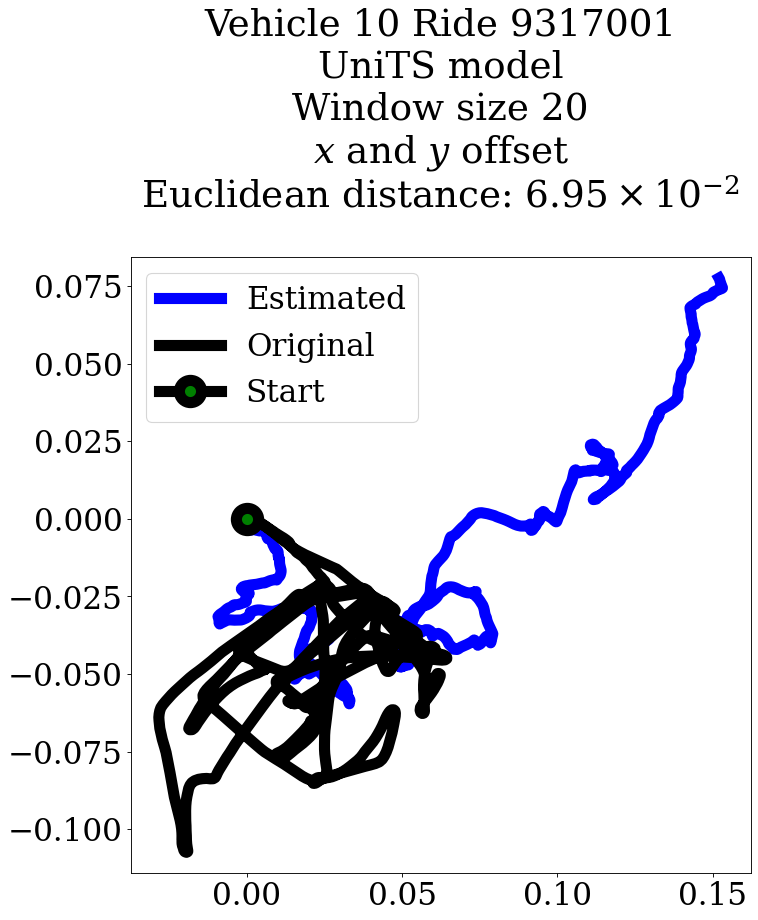 Vehicle 10 Ride 9317001
UniTS model
Window size 20
x and y offset
Euclidean distance: 6.95 × 10⁻²
Estimated
Original
Start
0.075
0.050
0.025
0.000
−0.025
−0.050
−0.075
−0.100
0.00 0.05 0.10 0.15